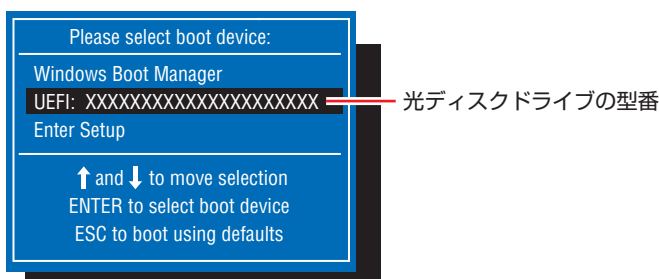 Please select boot device:
Windows Boot Manager
UEFI: XXXXXXXXXXXXXXXXXXXXX
光ディスクドライブの型番
Enter Setup
↑ and ↓ to move selection
ENTER to select boot device
ESC to boot using defaults